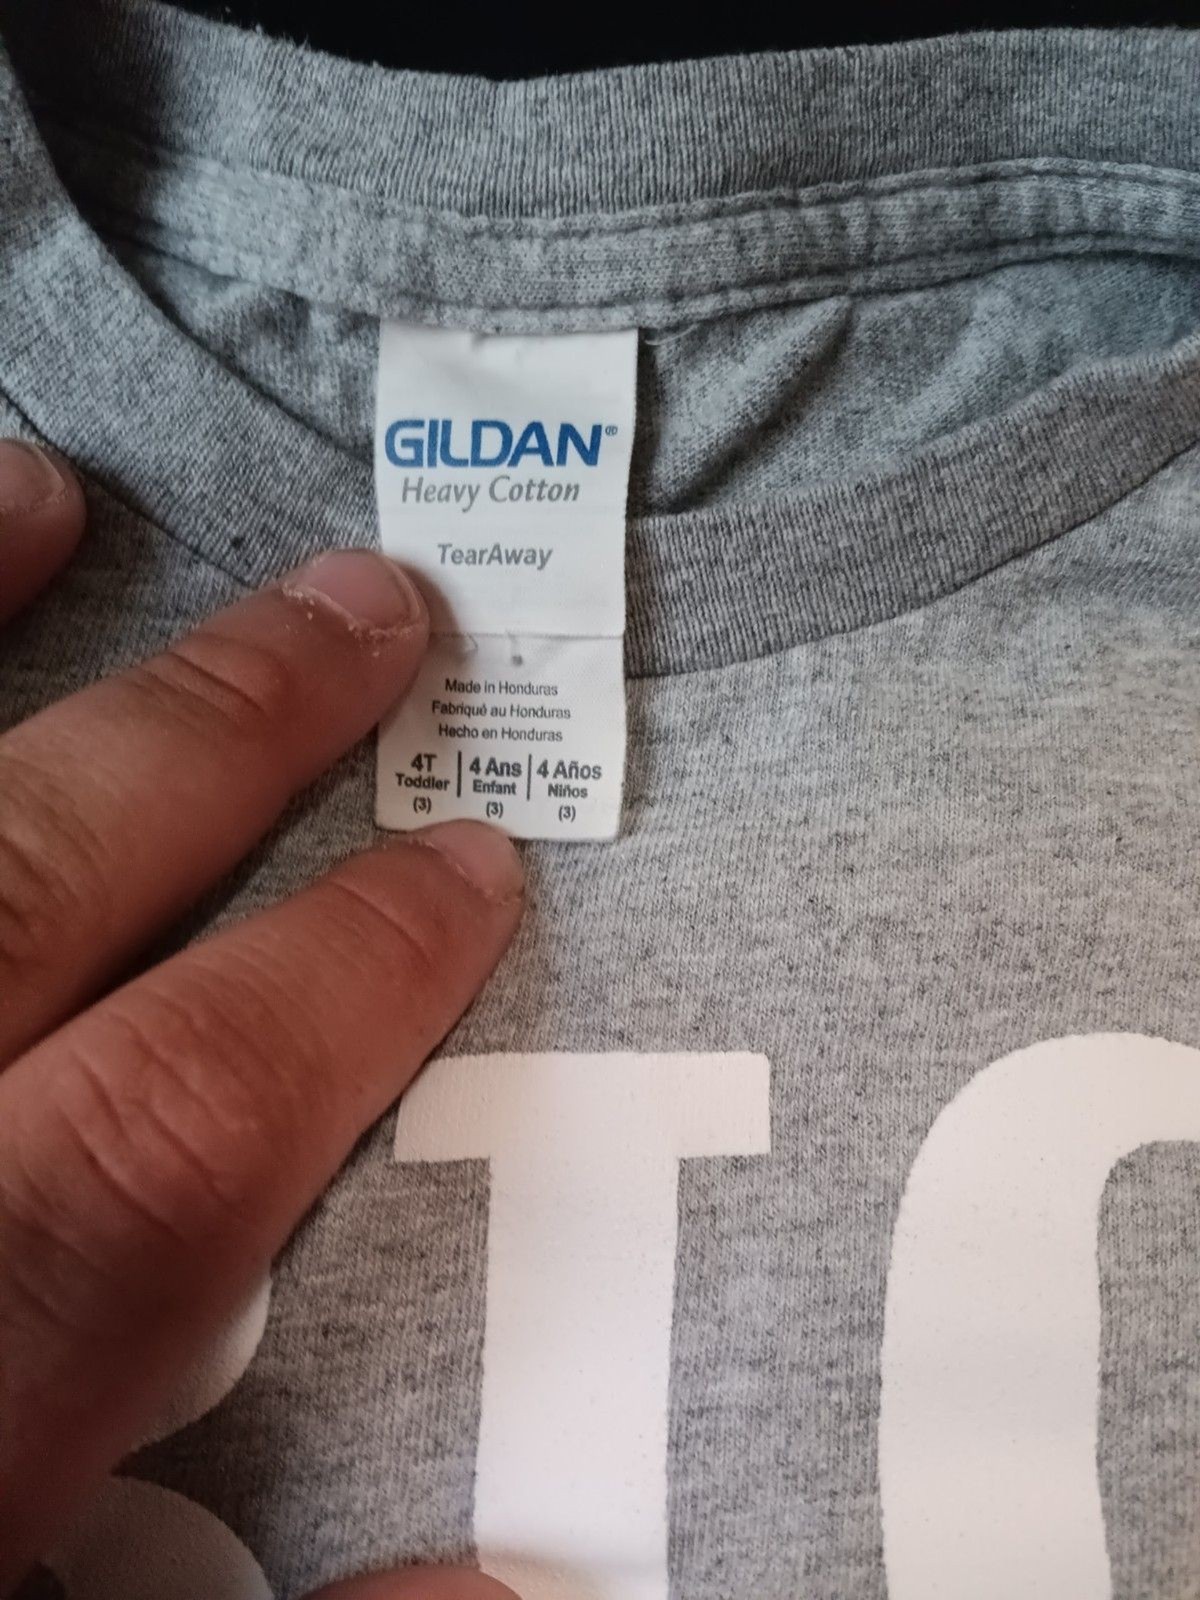 GILDAN®
Heavy Cotton
TearAway
Made in Honduras
Fabriqué au Honduras
Hecho en Honduras
4T 4 Ans 4 Años
Toddler Enfant Niños
(3) (3) (3)